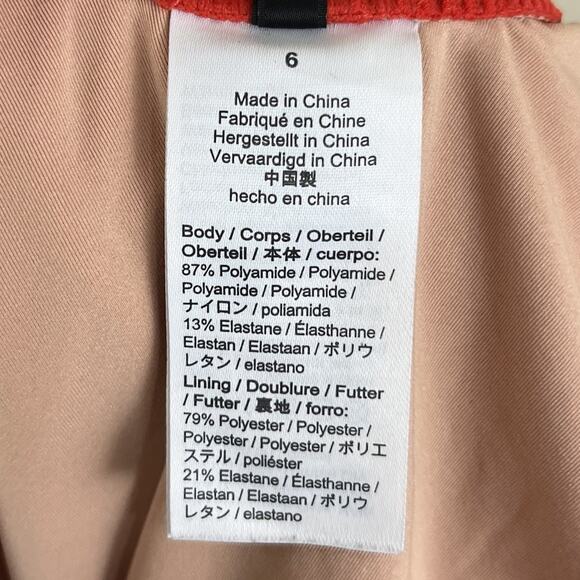 6
Made in China
Fabriqué en Chine
Hergestellt in China
Vervaardigd in China
中国製
hecho en china
Body / Corps / Oberteil /
Oberteil / 本体 / cuerpo:
87% Polyamide / Polyamide /
Polyamide / Polyamide /
ナイロン / poliamida
13% Elastane / Élasthanne /
Elastan / Elastaan / ポリウ
レタン / elastano
Lining / Doublure / Futter
/ Futter / 裏地 / forro:
79% Polyester / Polyester /
Polyester / Polyester / ポリエ
ステル / poliéster
21% Elastane / Élasthanne /
Elastan / Elastaan / ポリウ
レタン / elastano